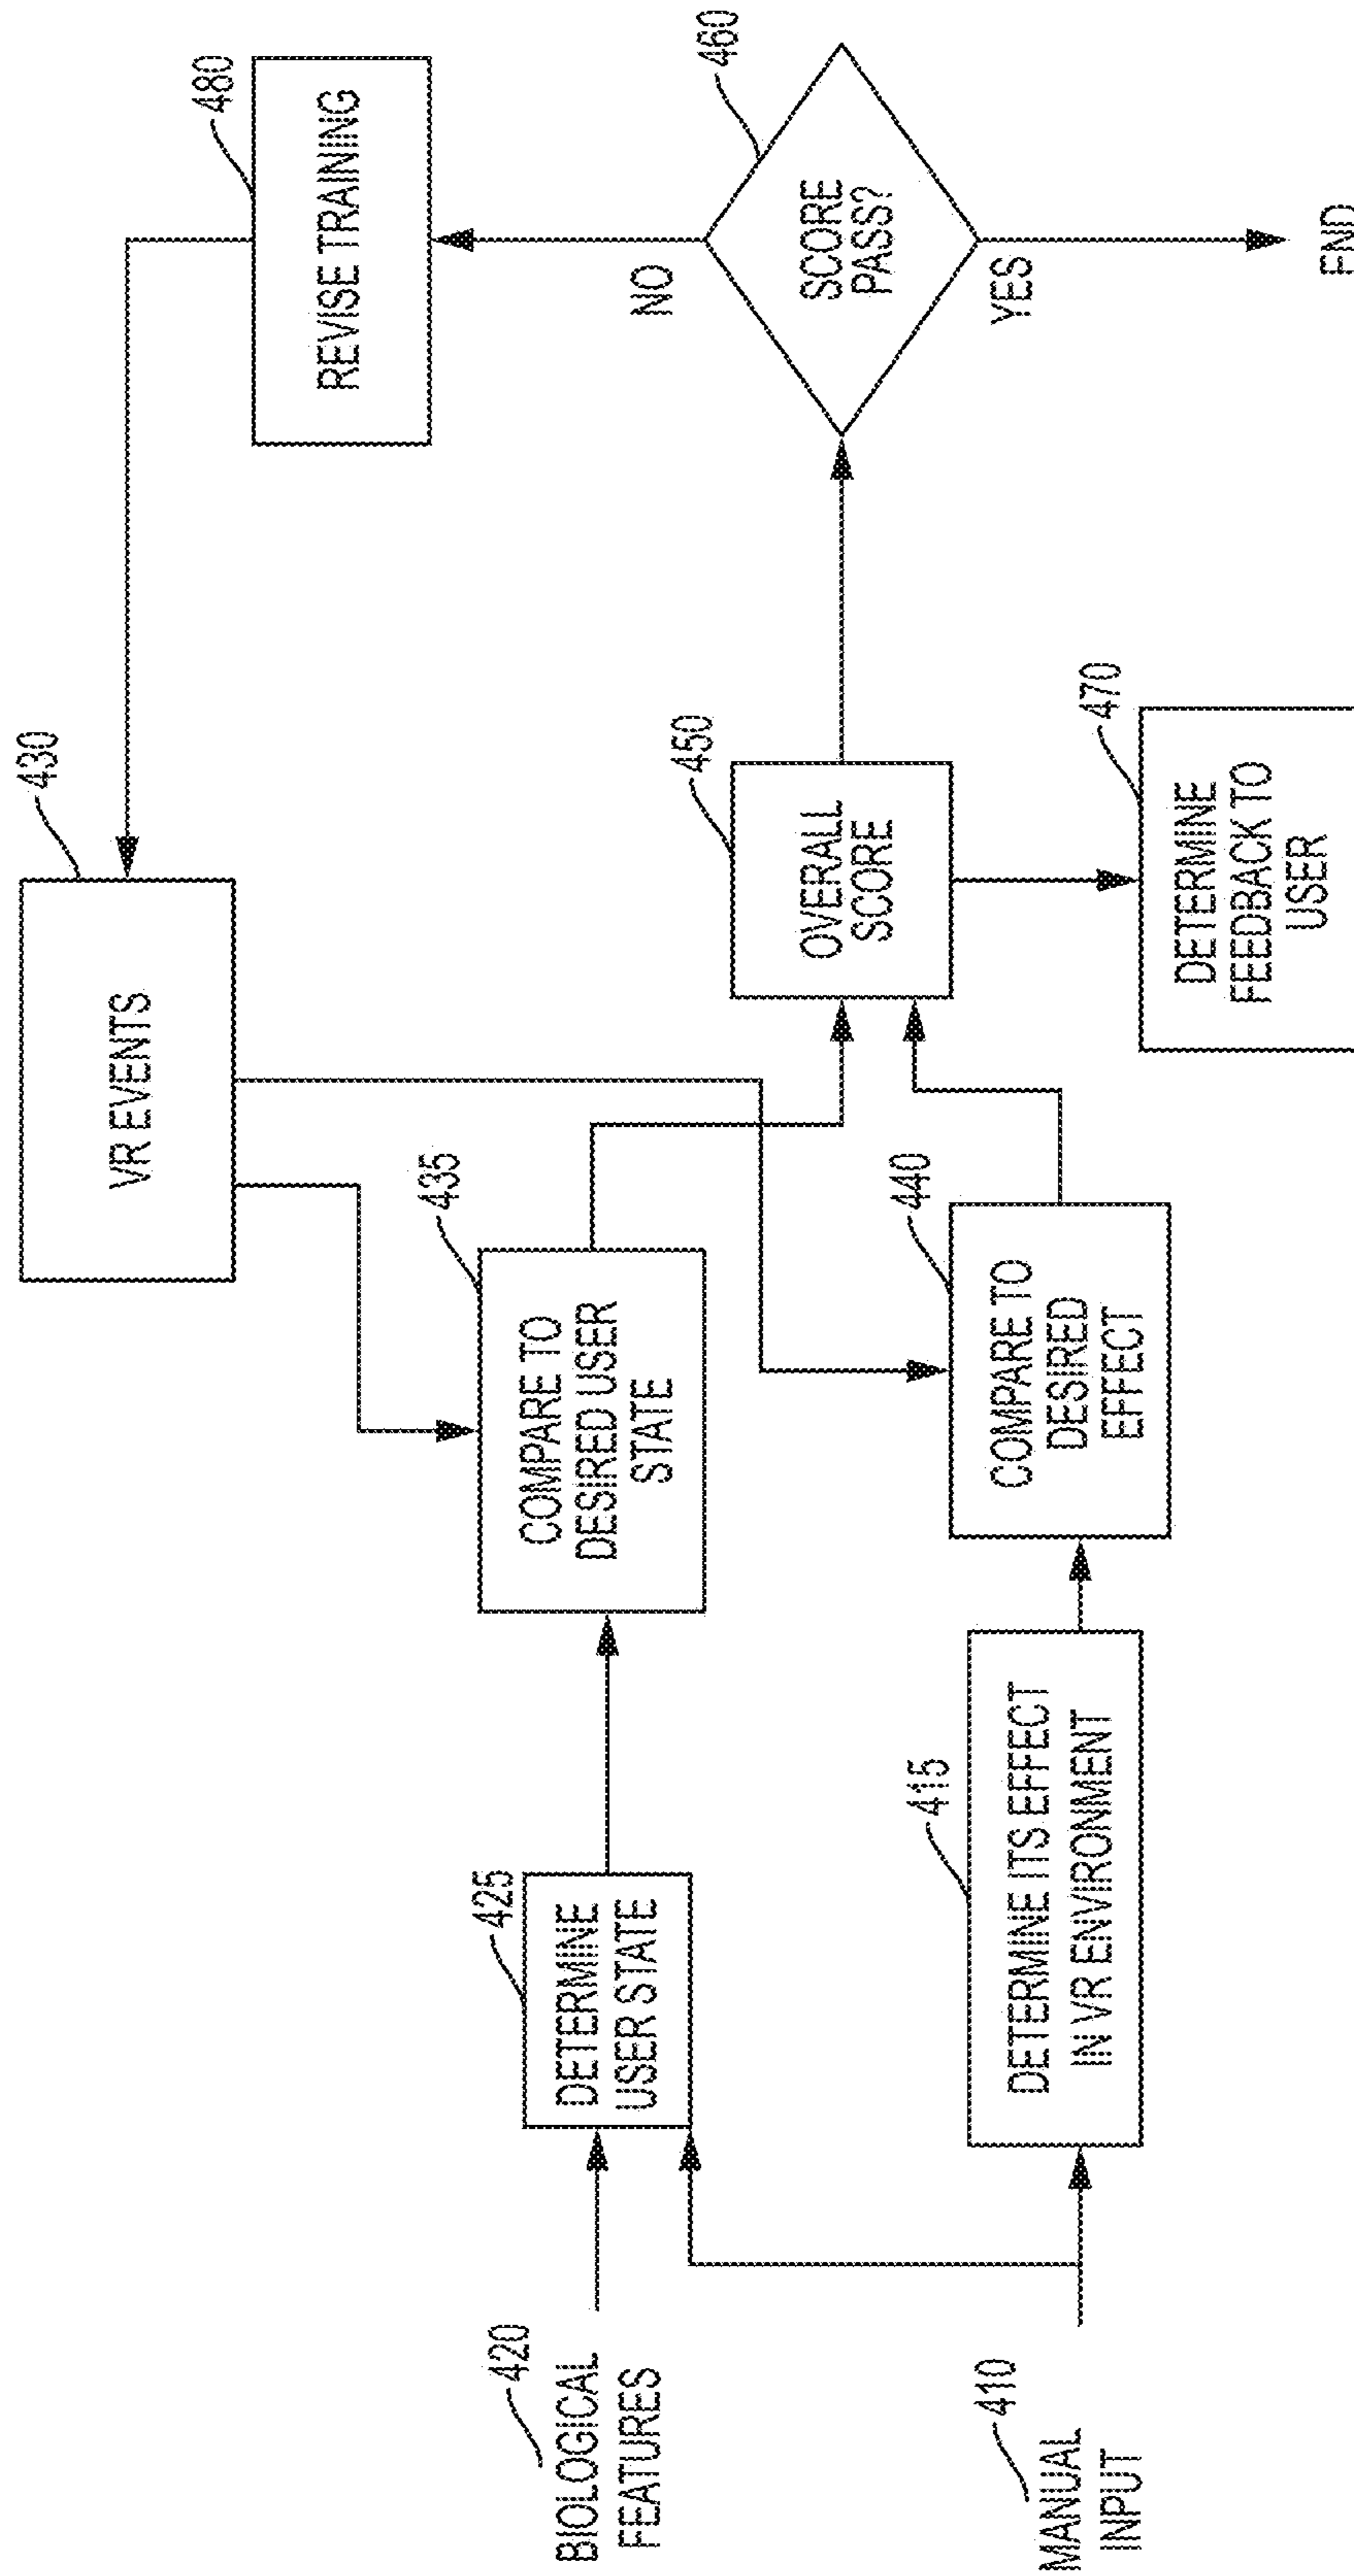 420
BIOLOGICAL
FEATURES
410
MANUAL
INPUT
425
DETERMINE
USER STATE
415
DETERMINE ITS EFFECT
IN VR ENVIRONMENT
430
VR EVENTS
435
COMPARE TO
DESIRED USER
STATE
440
COMPARE TO
DESIRED
EFFECT
450
OVERALL
SCORE
470
DETERMINE
FEEDBACK TO
USER
480
REVISE TRAINING
NO
460
SCORE
PASS?
YES
END